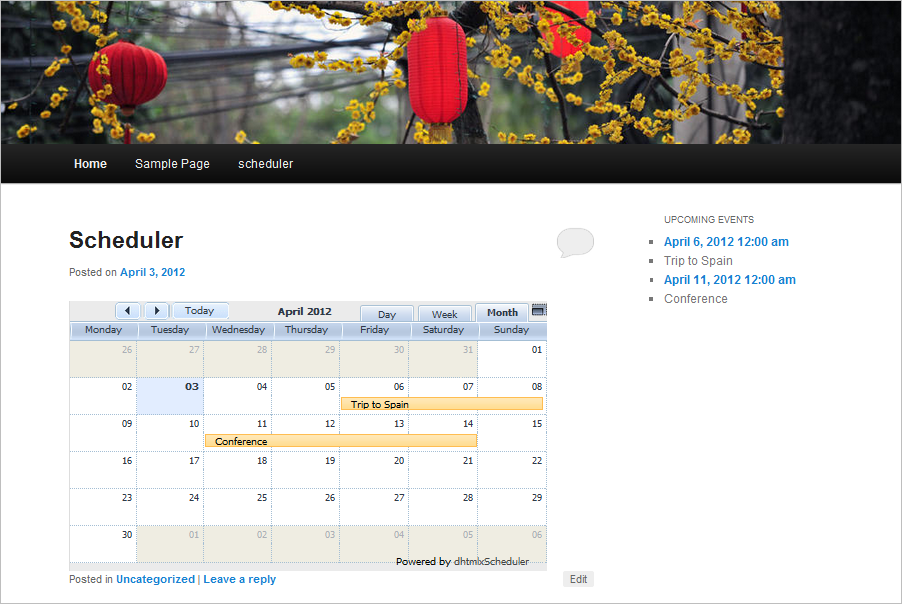 Home Sample Page scheduler
Scheduler
Posted on April 3, 2012
Today April 2012 Day Week Month
Monday Tuesday Wednesday Thursday Friday Saturday Sunday
26 27 28 29 30 31 01
02 03 04 05 06 07 08
Trip to Spain
09 10 11 12 13 14 15
Conference
16 17 18 19 20 21 22
23 24 25 26 27 28 29
30 01 02 03 04 05 06
Powered by dhtmlxScheduler
Posted in Uncategorized | Leave a reply
Edit
UPCOMING EVENTS
April 6, 2012 12:00 am
Trip to Spain
April 11, 2012 12:00 am
Conference